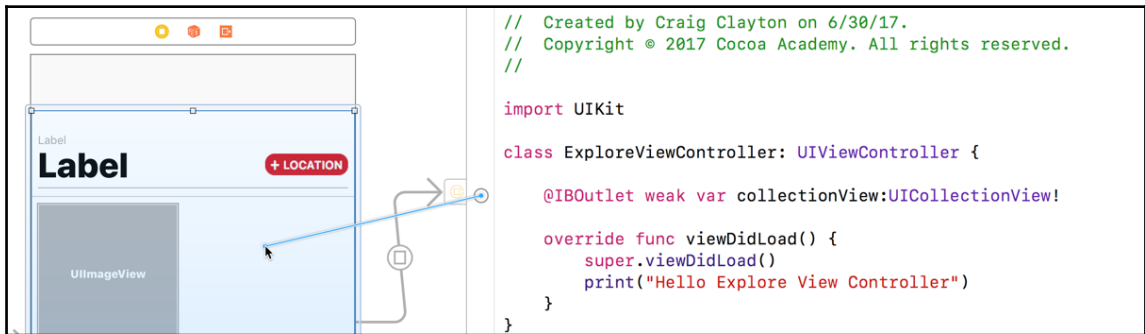 Label
Label
+ LOCATION
UIImageView
//  Created by Craig Clayton on 6/30/17.
//  Copyright © 2017 Cocoa Academy. All rights reserved.
//
import UIKit
class ExploreViewController: UIViewController {
    @IBOutlet weak var collectionView:UICollectionView!
    override func viewDidLoad() {
        super.viewDidLoad()
        print("Hello Explore View Controller")
    }
}